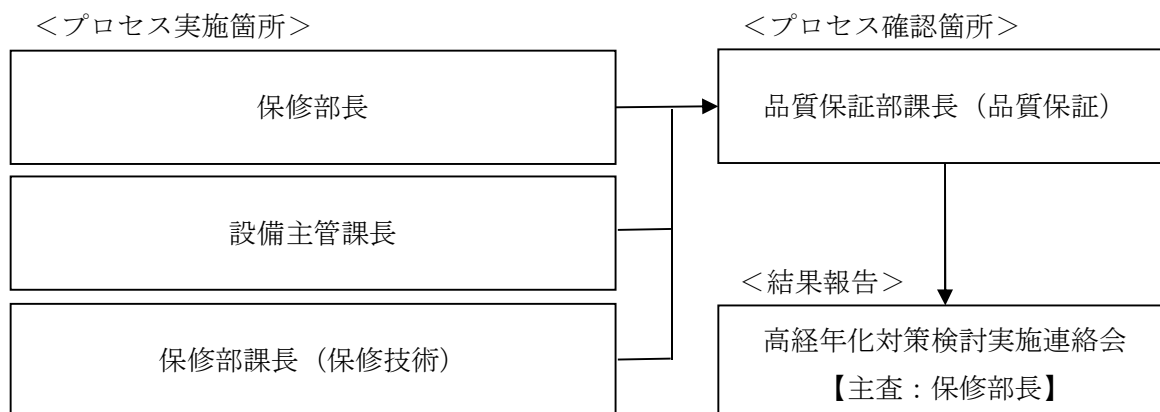 ＜プロセス実施箇所＞
保修部長
設備主管課長
保修部課長（保修技術）
＜プロセス確認箇所＞
品質保証部課長（品質保証）
＜結果報告＞
高経年化対策検討実施連絡会
【主査：保修部長】